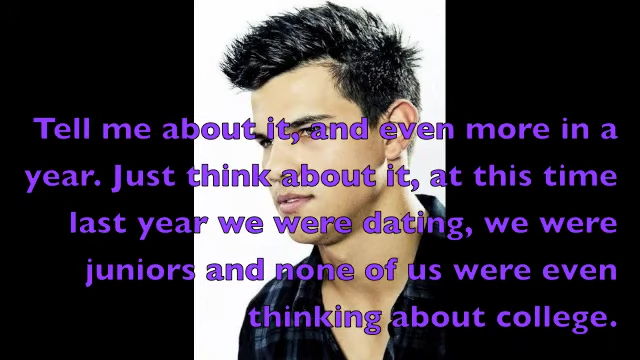 Tell me about it, and even more in a
year. Just think about it, at this time
last year we were dating, we were
juniors and none of us were even
thinking about college.